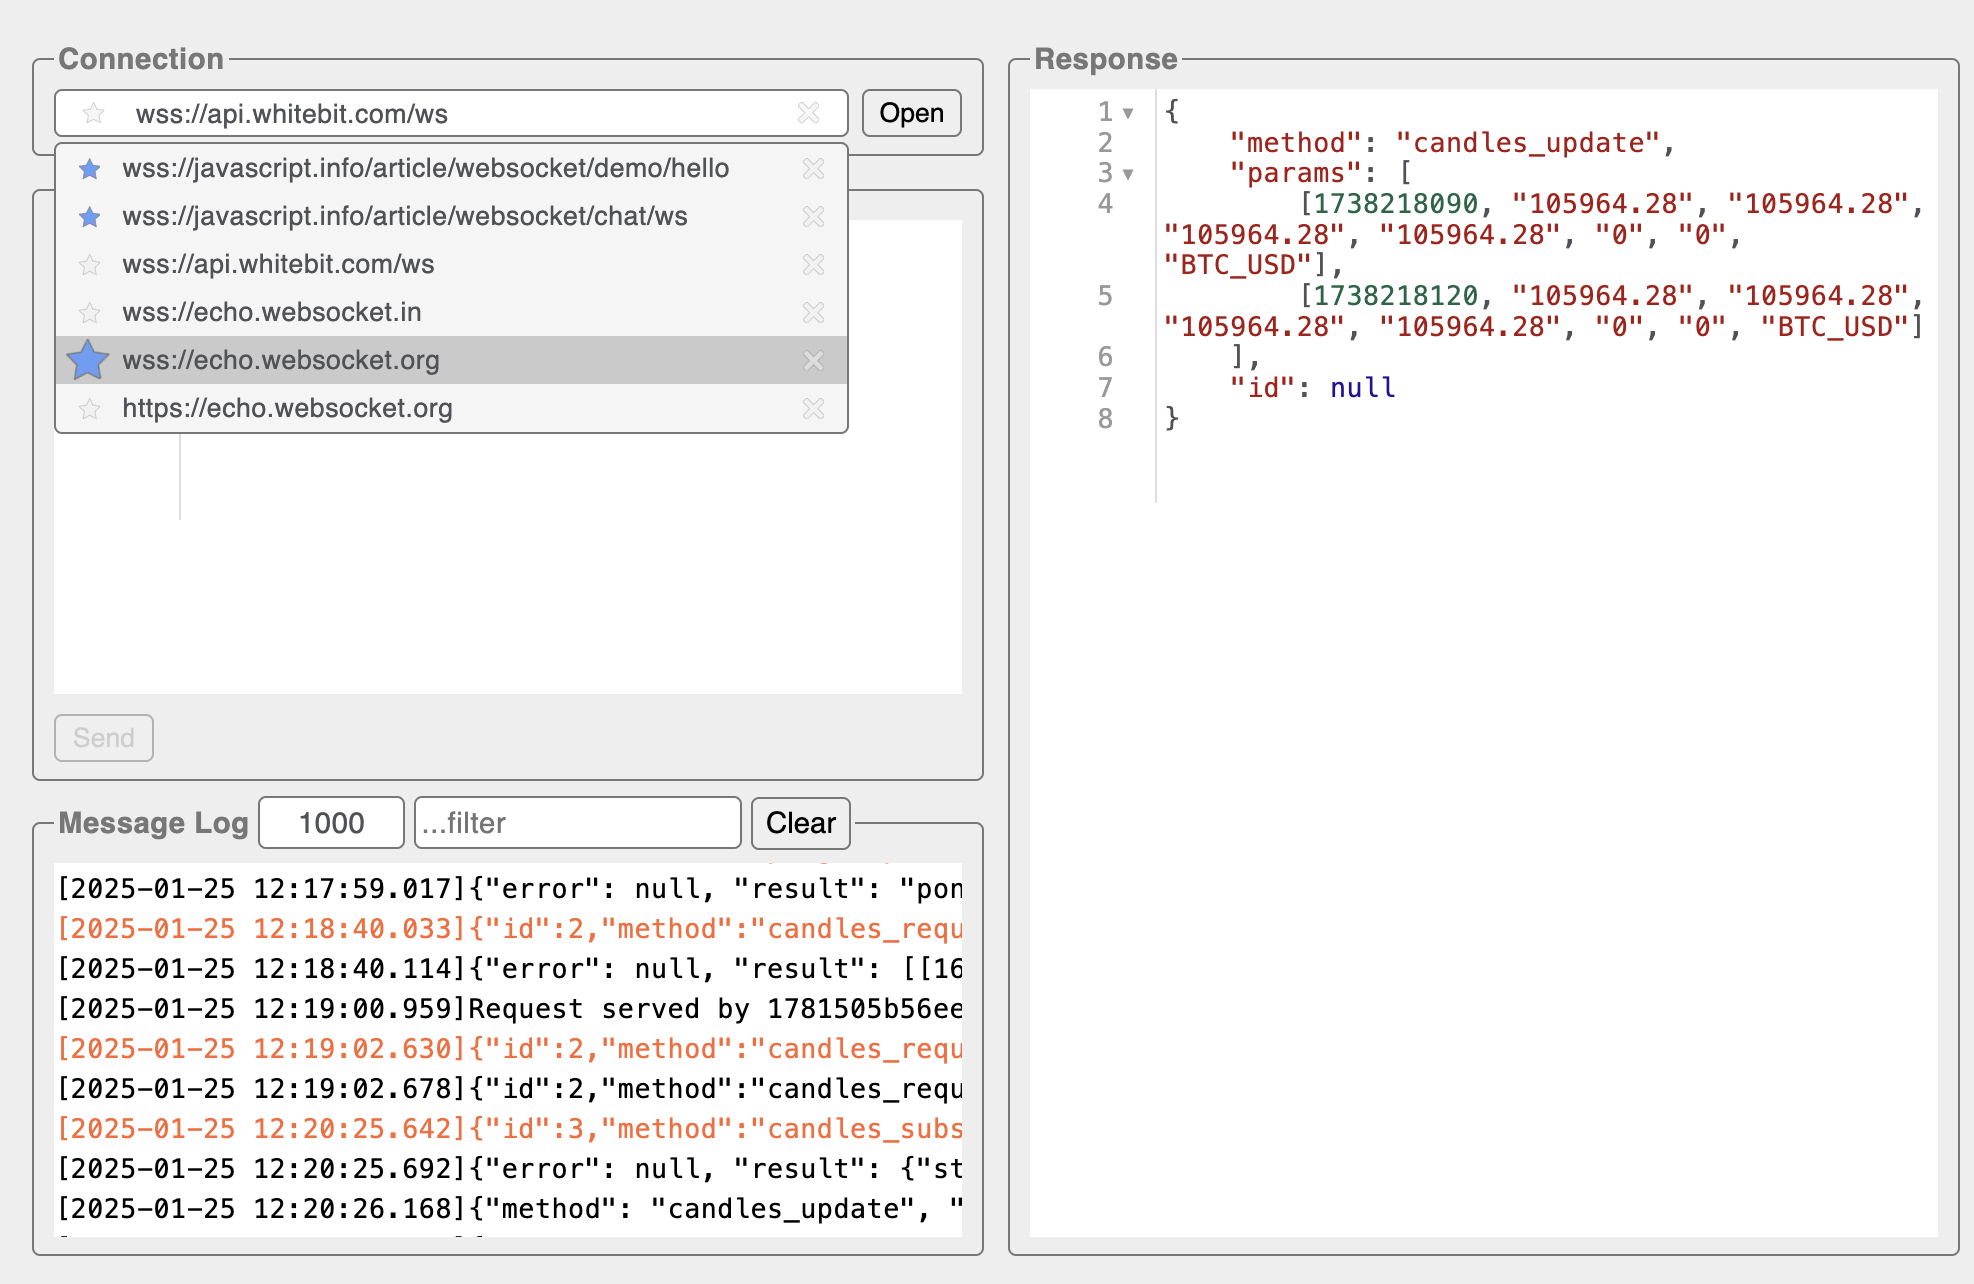 Connection
wss://api.whitebit.com/ws
Open
wss://javascript.info/article/websocket/demo/hello
wss://javascript.info/article/websocket/chat/ws
wss://api.whitebit.com/ws
wss://echo.websocket.in
wss://echo.websocket.org
https://echo.websocket.org
Send
Message Log
1000
...filter
Clear
[2025-01-25 12:17:59.017]{"error": null, "result": "pon
[2025-01-25 12:18:40.033]{"id":2,"method":"candles_requ
[2025-01-25 12:18:40.114]{"error": null, "result": [[16
[2025-01-25 12:19:00.959]Request served by 1781505b56ee
[2025-01-25 12:19:02.630]{"id":2,"method":"candles_requ
[2025-01-25 12:19:02.678]{"id":2,"method":"candles_requ
[2025-01-25 12:20:25.642]{"id":3,"method":"candles_subs
[2025-01-25 12:20:25.692]{"error": null, "result": {"st
[2025-01-25 12:20:26.168]{"method": "candles_update", "
Response
1 {
2 "method": "candles_update",
3 "params": [
4 [1738218090, "105964.28", "105964.28",
"105964.28", "105964.28", "0", "0",
"BTC_USD"],
5 [1738218120, "105964.28", "105964.28",
"105964.28", "105964.28", "0", "0", "BTC_USD"]
6 ],
7 "id": null
8 }